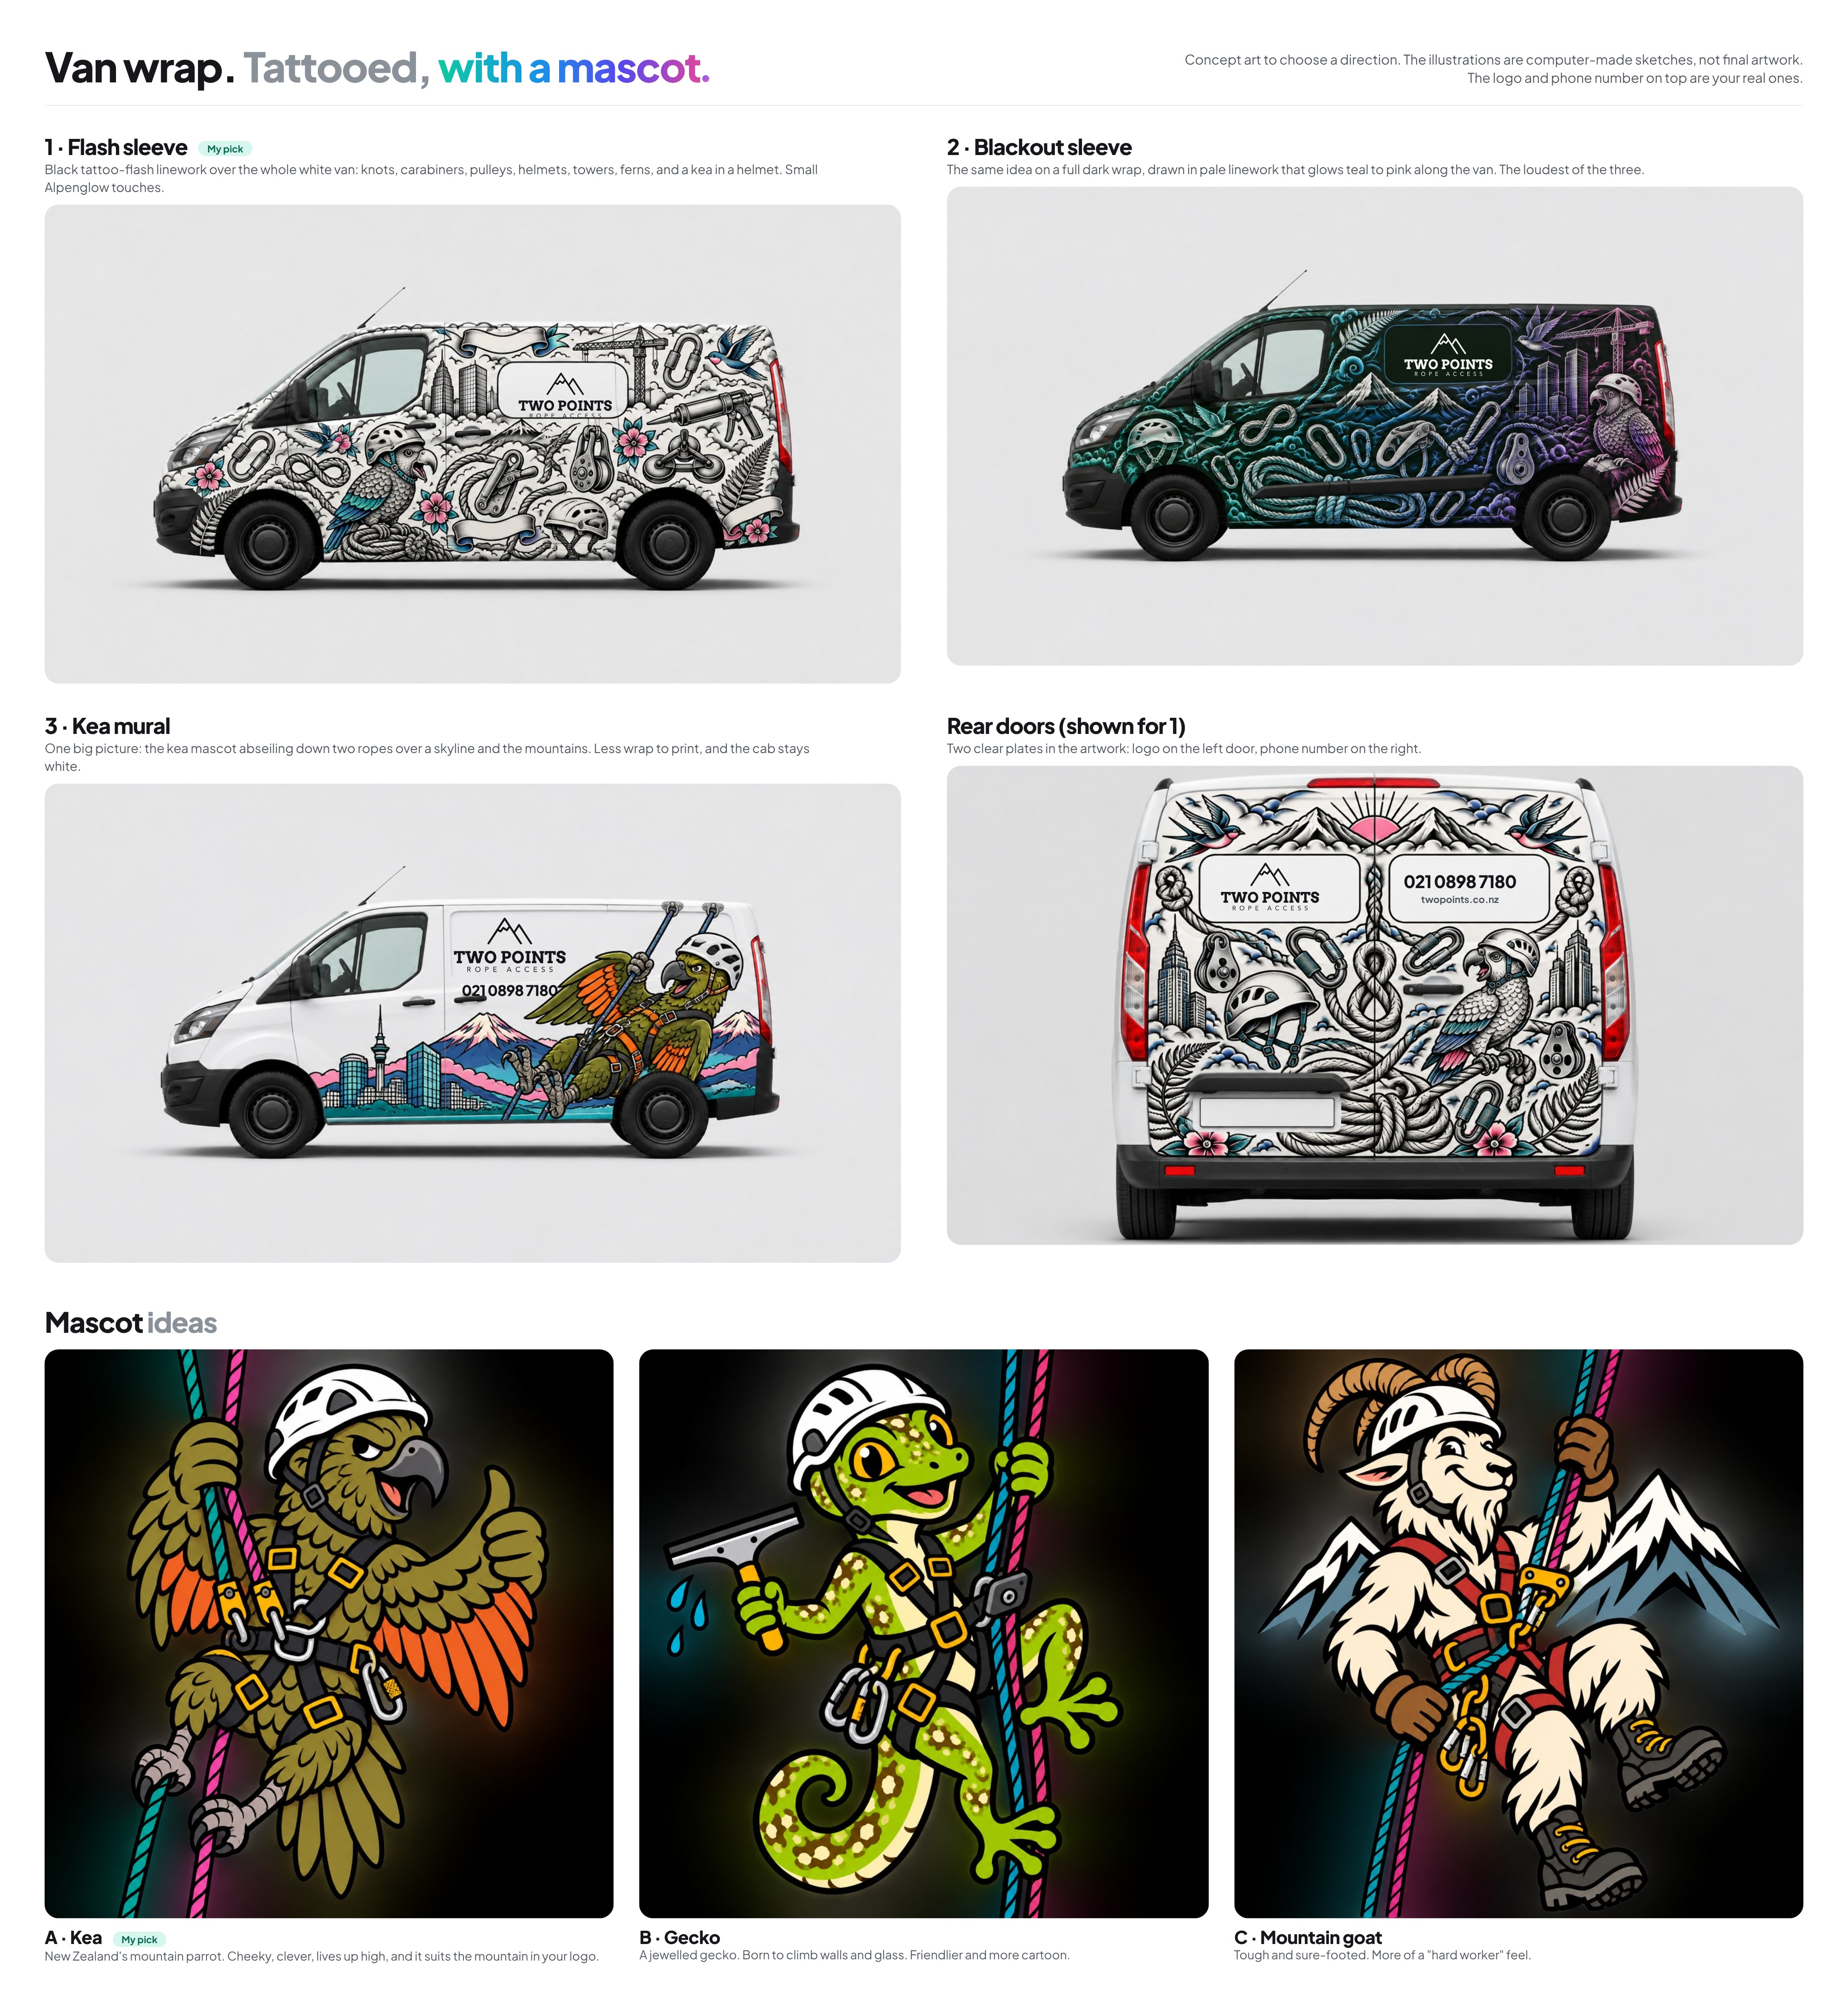 Van wrap. Tattooed, with a mascot.
Concept art to choose a direction. The illustrations are computer-made sketches, not final artwork.
The logo and phone number on top are your real ones.
1 · Flash sleeve My pick
Black tattoo-flash linework over the whole white van: knots, carabiners, pulleys, helmets, towers, ferns, and a kea in a helmet. Small
Alpenglow touches.
TWO POINTS
ROPE ACCESS
2 · Blackout sleeve
The same idea on a full dark wrap, drawn in pale linework that glows teal to pink along the van. The loudest of the three.
TWO POINTS
ROPE ACCESS
3 · Kea mural
One big picture: the kea mascot abseiling down two ropes over a skyline and the mountains. Less wrap to print, and the cab stays
white.
TWO POINTS
ROPE ACCESS
021 0898 7180
Rear doors (shown for 1)
Two clear plates in the artwork: logo on the left door, phone number on the right.
TWO POINTS
ROPE ACCESS
021 0898 7180
twopoints.co.nz
Mascot ideas
A · Kea My pick
New Zealand's mountain parrot. Cheeky, clever, lives up high, and it suits the mountain in your logo.
B · Gecko
A jewelled gecko. Born to climb walls and glass. Friendlier and more cartoon.
C · Mountain goat
Tough and sure-footed. More of a "hard worker" feel.